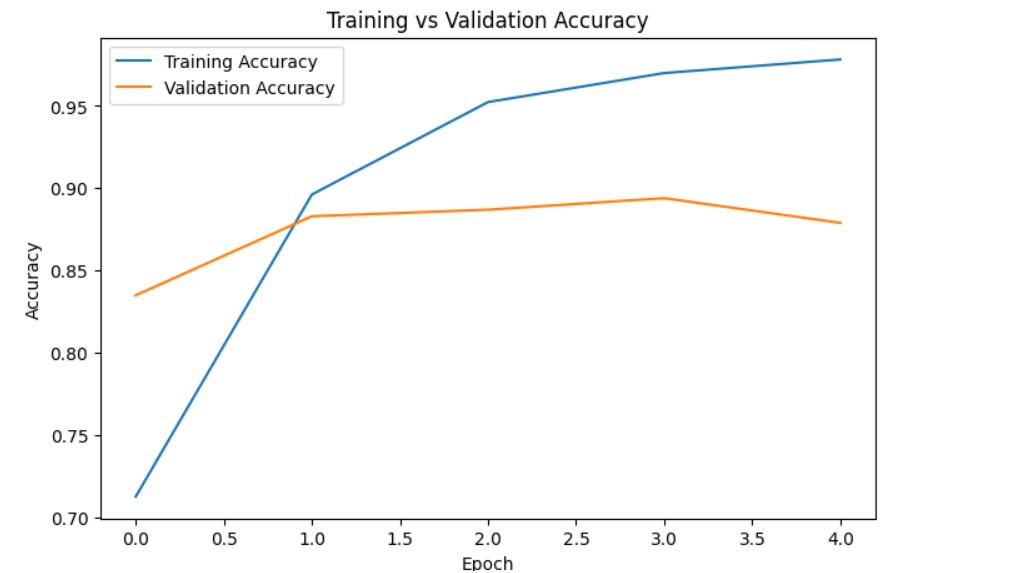 Training vs Validation Accuracy
Training Accuracy
Validation Accuracy
Accuracy
0.95
0.90
0.85
0.80
0.75
0.70
0.0 0.5 1.0 1.5 2.0 2.5 3.0 3.5 4.0
Epoch